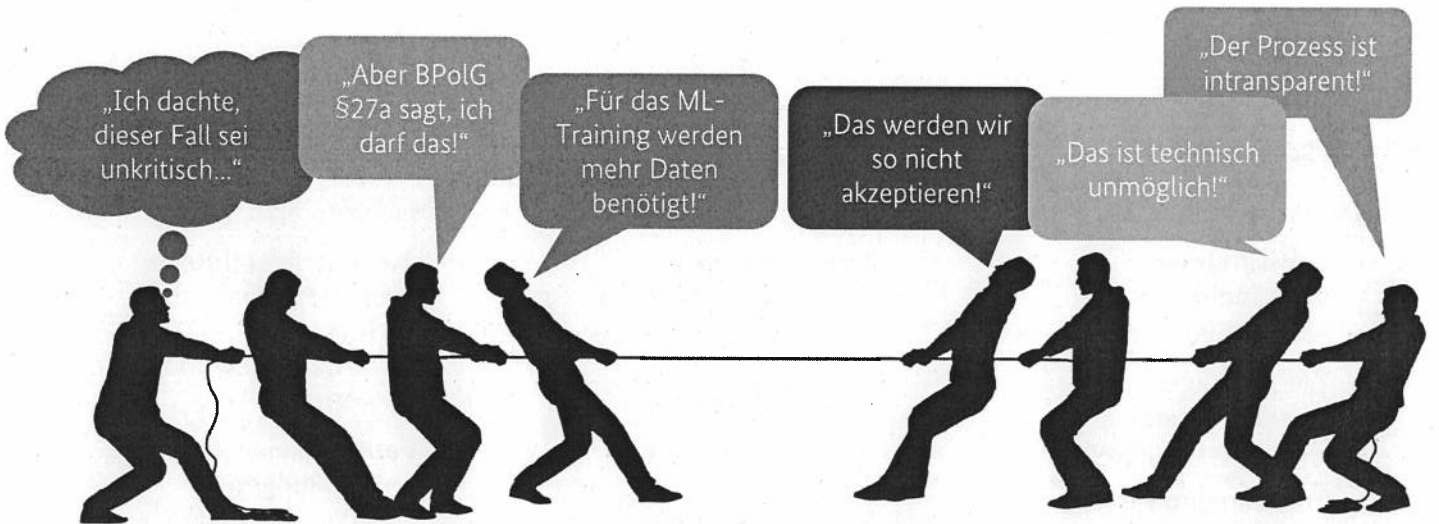 „Ich dachte,
dieser Fall sei
unkritisch...“
„Aber BPolG
§27a sagt, ich
darf das!“
„Für das ML-
Training werden
mehr Daten
benötigt!“
„Das werden wir
so nicht
akzeptieren!“
„Das ist technisch
unmöglich!“
„Der Prozess ist
intransparent!“